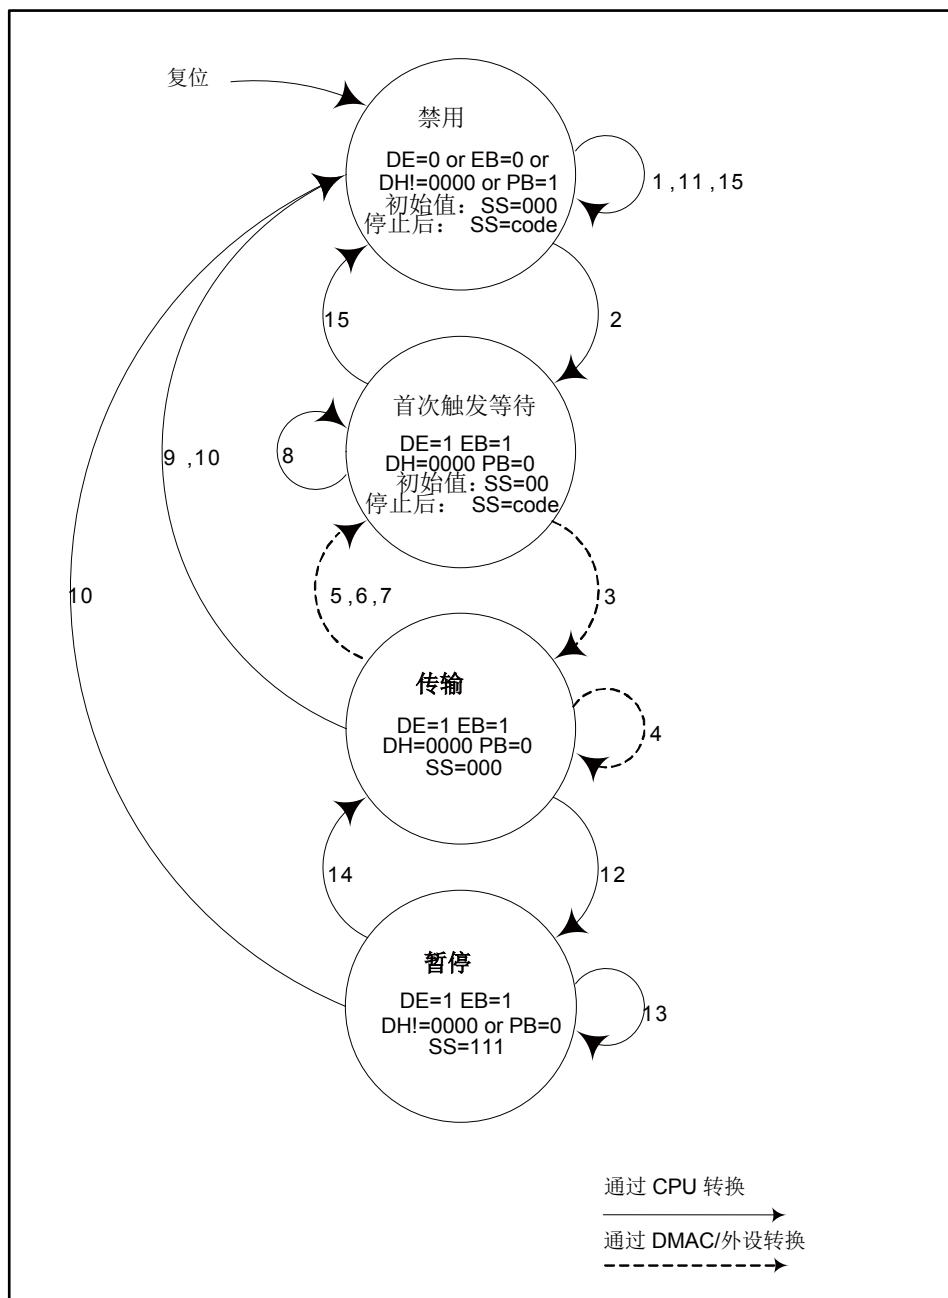 复位
禁用
DE=0 or EB=0 or
DH!=0000 or PB=1
初始值：SS=000
停止后： SS=code
1 ,11 ,15
15
2
首次触发等待
DE=1 EB=1
DH=0000 PB=0
初始值：SS=00
停止后： SS=code
8
9 ,10
10
5 ,6 ,7
3
传输
DE=1 EB=1
DH=0000 PB=0
SS=000
4
14
12
暂停
DE=1 EB=1
DH!=0000 or PB=0
SS=111
13
通过 CPU 转换
通过 DMAC/外设转换